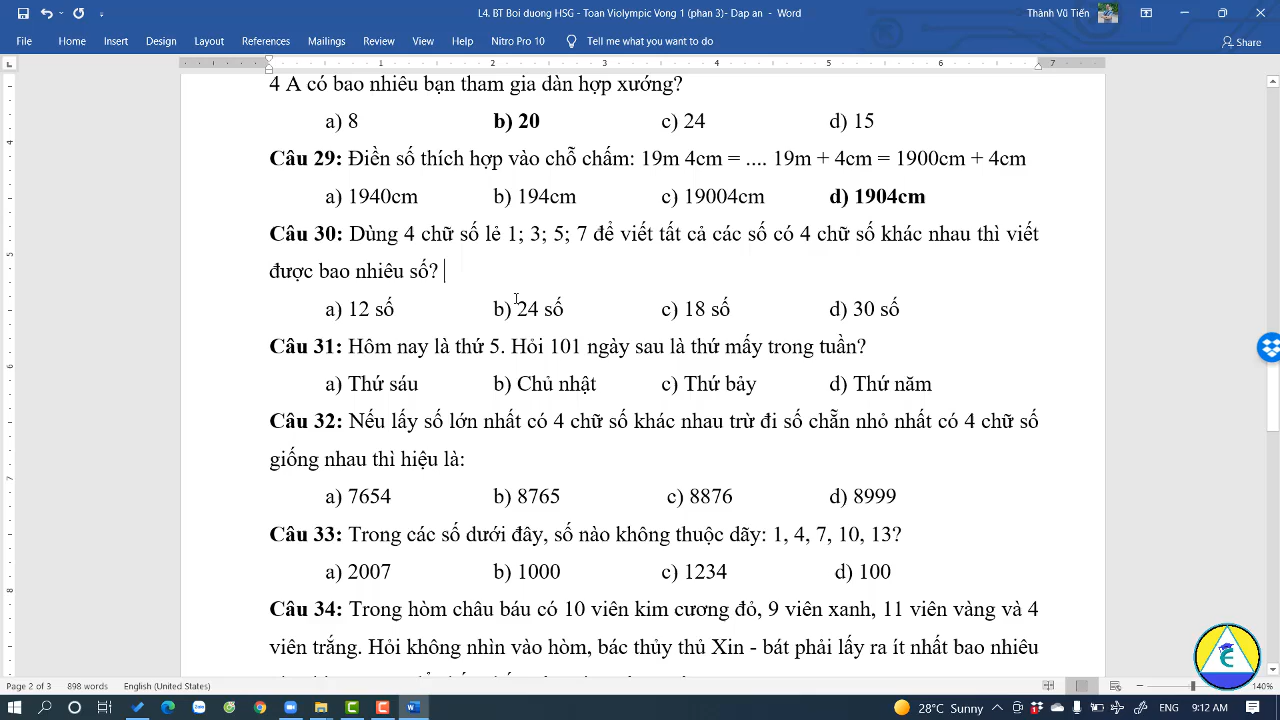 L4. BT Boi duong HSG - Toan Violympic Vong 1 (phan 3)- Dap an - Word
Thành Vũ Tiến
File Home Insert Design Layout References Mailings Review View Help Nitro Pro 10 Tell me what you want to do Share
1 2 3 4 5 6 7
4 A có bao nhiêu bạn tham gia dàn hợp xướng?
a) 8 b) 20 c) 24 d) 15
Câu 29: Điền số thích hợp vào chỗ chấm: 19m 4cm = .... 19m + 4cm = 1900cm + 4cm
a) 1940cm b) 194cm c) 19004cm d) 1904cm
Câu 30: Dùng 4 chữ số lẻ 1; 3; 5; 7 để viết tất cả các số có 4 chữ số khác nhau thì viết
được bao nhiêu số?
a) 12 số b) 24 số c) 18 số d) 30 số
Câu 31: Hôm nay là thứ 5. Hỏi 101 ngày sau là thứ mấy trong tuần?
a) Thứ sáu b) Chủ nhật c) Thứ bảy d) Thứ năm
Câu 32: Nếu lấy số lớn nhất có 4 chữ số khác nhau trừ đi số chẵn nhỏ nhất có 4 chữ số
giống nhau thì hiệu là:
a) 7654 b) 8765 c) 8876 d) 8999
Câu 33: Trong các số dưới đây, số nào không thuộc dãy: 1, 4, 7, 10, 13?
a) 2007 b) 1000 c) 1234 d) 100
Câu 34: Trong hòm châu báu có 10 viên kim cương đỏ, 9 viên xanh, 11 viên vàng và 4
viên trắng. Hỏi không nhìn vào hòm, bác thủy thủ Xin - bát phải lấy ra ít nhất bao nhiêu
Page 2 of 3 898 words English (United States) 140%
28°C Sunny ENG 9:12 AM